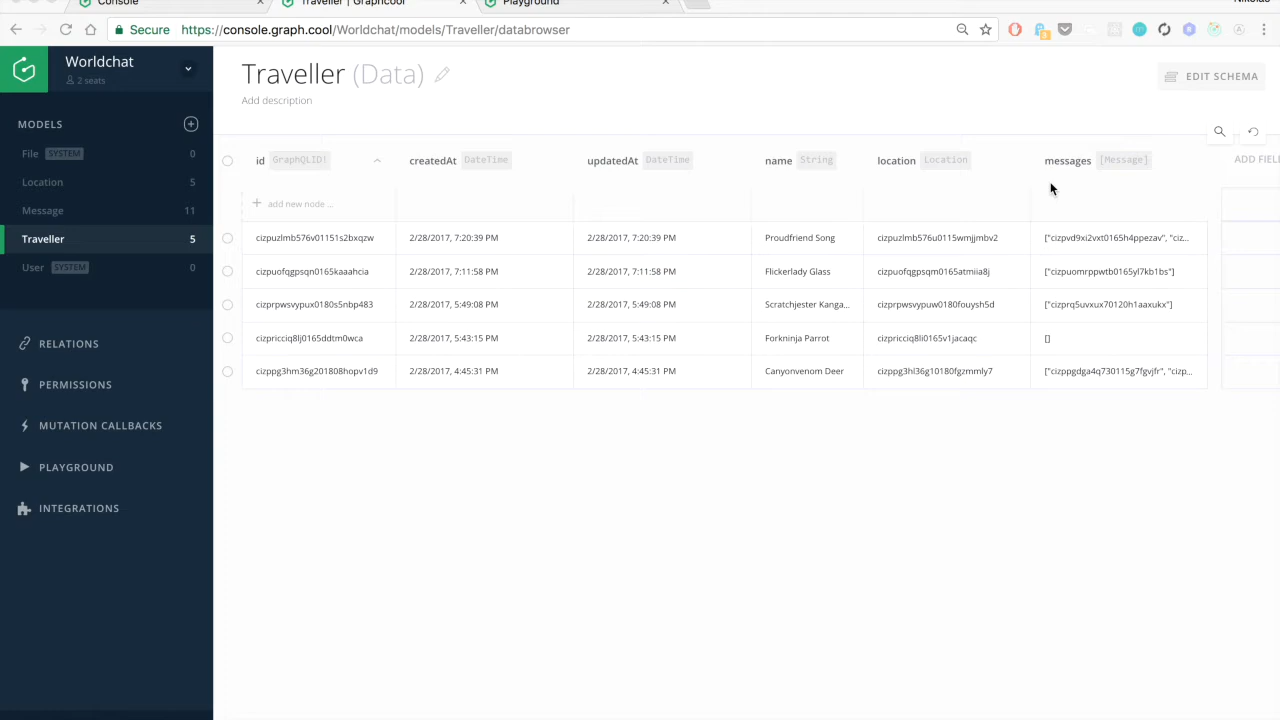 Console
Traveller | Graphcool
Playground
Secure
https://console.graph.cool/Worldchat/models/Traveller/databrowser
Worldchat
2 seats
MODELS
File SYSTEM 0
Location 5
Message 11
Traveller 5
User SYSTEM 0
RELATIONS
PERMISSIONS
MUTATION CALLBACKS
PLAYGROUND
INTEGRATIONS
Traveller (Data)
Add description
EDIT SCHEMA
id GraphQLID! createdAt DateTime updatedAt DateTime name String location Location messages [Message] ADD FIEL
+ add new node ...
cizpuzlmb576v01151s2bxqzw 2/28/2017, 7:20:39 PM 2/28/2017, 7:20:39 PM Proudfriend Song cizpuzlmb576u0115wmjjmbv2 ["cizpvd9xi2vxt0165h4ppezav", "ciz...
cizpuofqgpsqn0165kaaahcia 2/28/2017, 7:11:58 PM 2/28/2017, 7:11:58 PM Flickerlady Glass cizpuofqgpsqm0165atmiia8j ["cizpuomrppwtb0165yl7kb1bs"]
cizprpwsvypux0180s5nbp483 2/28/2017, 5:49:08 PM 2/28/2017, 5:49:08 PM Scratchjester Kanga... cizprpwsvypuw0180fouysh5d ["cizprq5uvxux70120h1aaxukx"]
cizpricciq8lj0165ddtm0wca 2/28/2017, 5:43:15 PM 2/28/2017, 5:43:15 PM Forkninja Parrot cizpricciq8li0165v1jacaqc []
cizppg3hm36g201808hopv1d9 2/28/2017, 4:45:31 PM 2/28/2017, 4:45:31 PM Canyonvenom Deer cizppg3hl36g10180fgzmmly7 ["cizppgdga4q730115g7fgvjfr", "cizp...